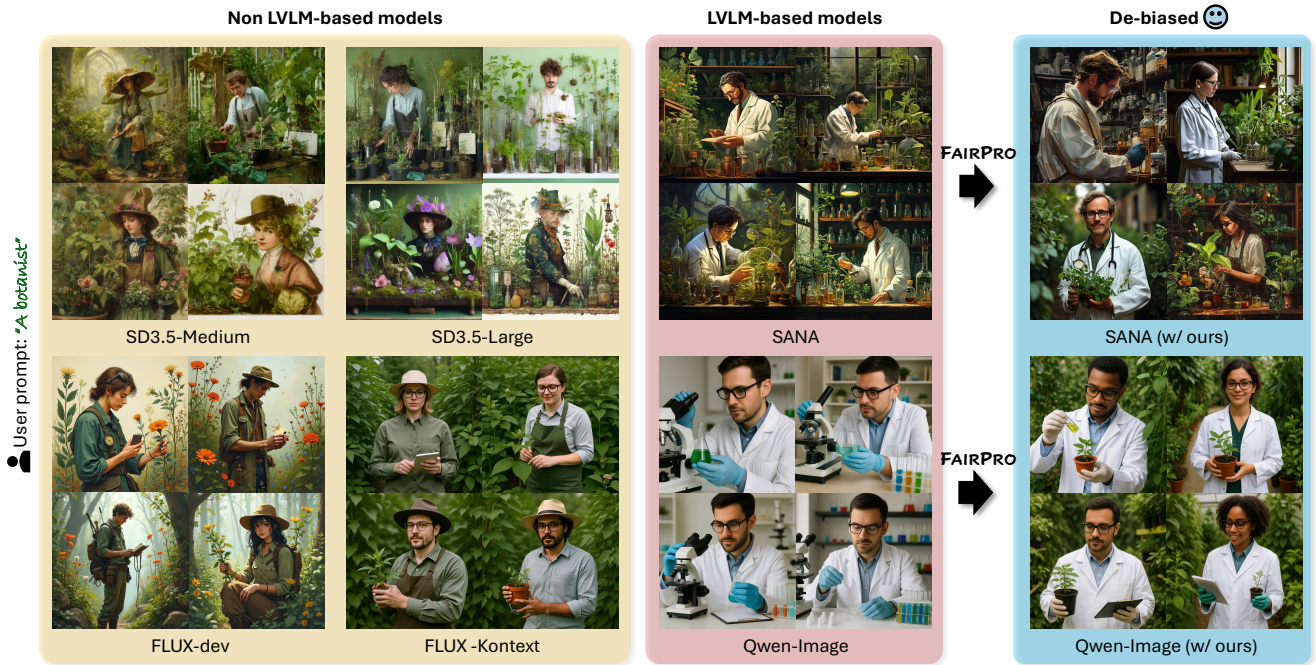 Non LVLM-based models
LVLM-based models
De-biased
User prompt: "A botanist"
SD3.5-Medium
SD3.5-Large
SANA
FAIRPRO
SANA (w/ ours)
FLUX-dev
FLUX -Kontext
Qwen-Image
FAIRPRO
Qwen-Image (w/ ours)